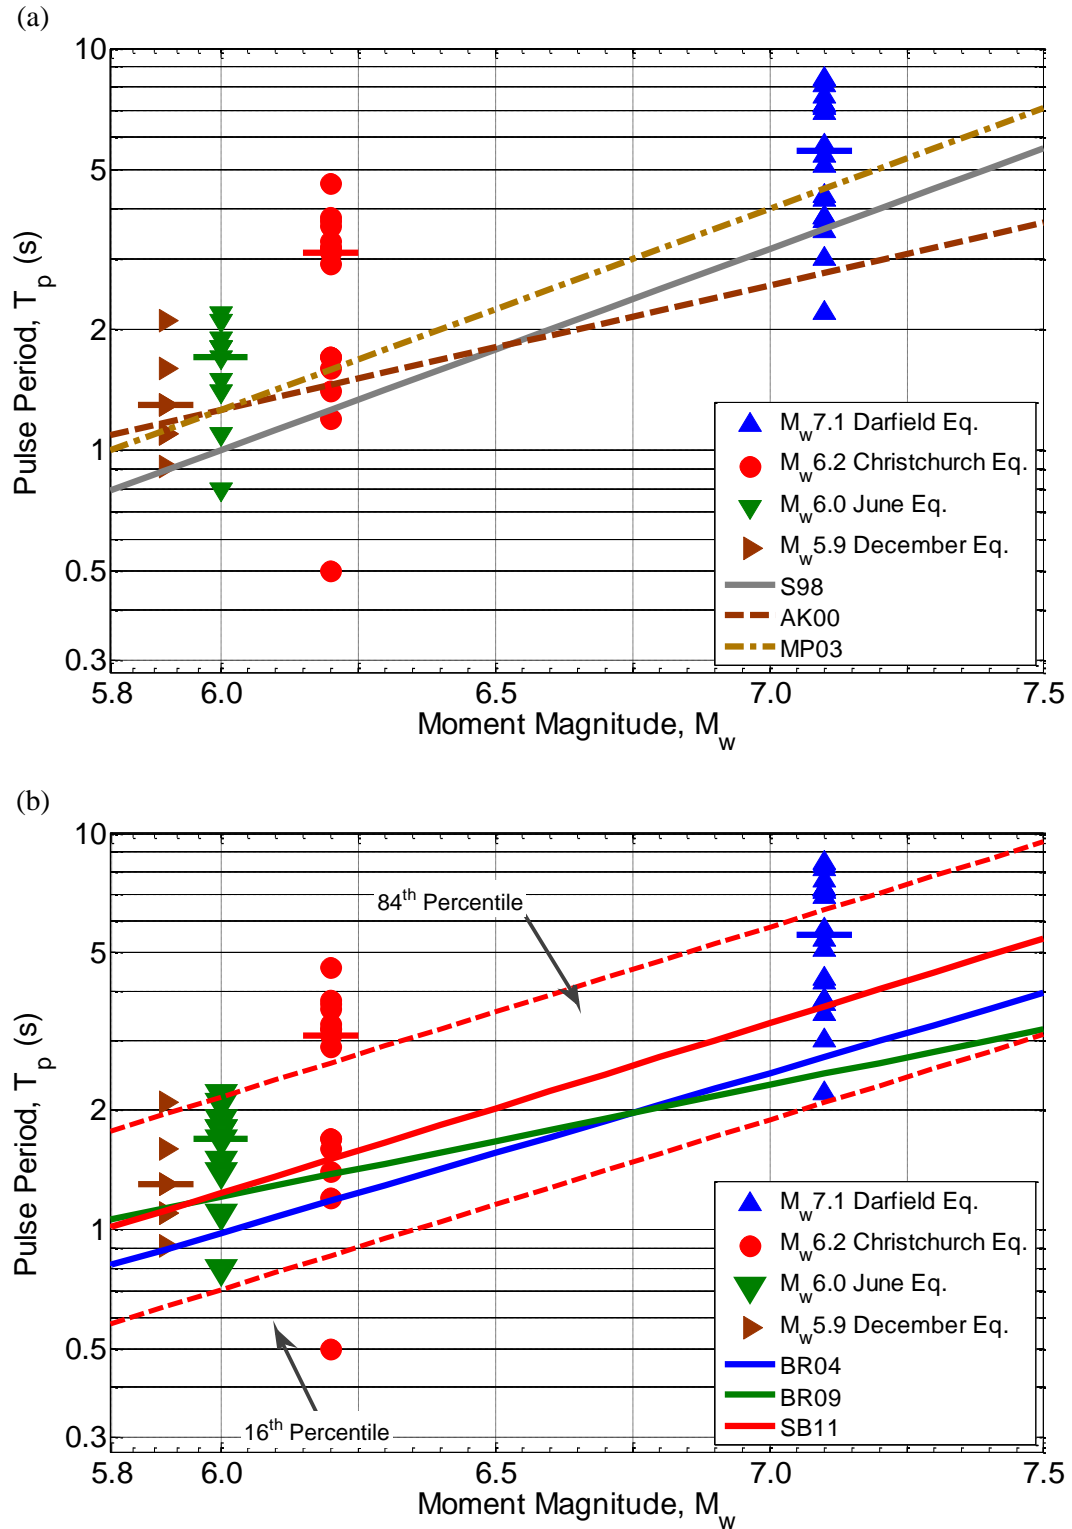 (a)
10
5
2
1
0.5
0.3
Pulse Period, Tp (s)
5.8 6.0 6.5 7.0 7.5
Moment Magnitude, Mw
Mw7.1 Darfield Eq.
Mw6.2 Christchurch Eq.
Mw6.0 June Eq.
Mw5.9 December Eq.
S98
AK00
MP03
(b)
10
5
2
1
0.5
0.3
Pulse Period, Tp (s)
84th Percentile
16th Percentile
5.8 6.0 6.5 7.0 7.5
Moment Magnitude, Mw
Mw7.1 Darfield Eq.
Mw6.2 Christchurch Eq.
Mw6.0 June Eq.
Mw5.9 December Eq.
BR04
BR09
SB11